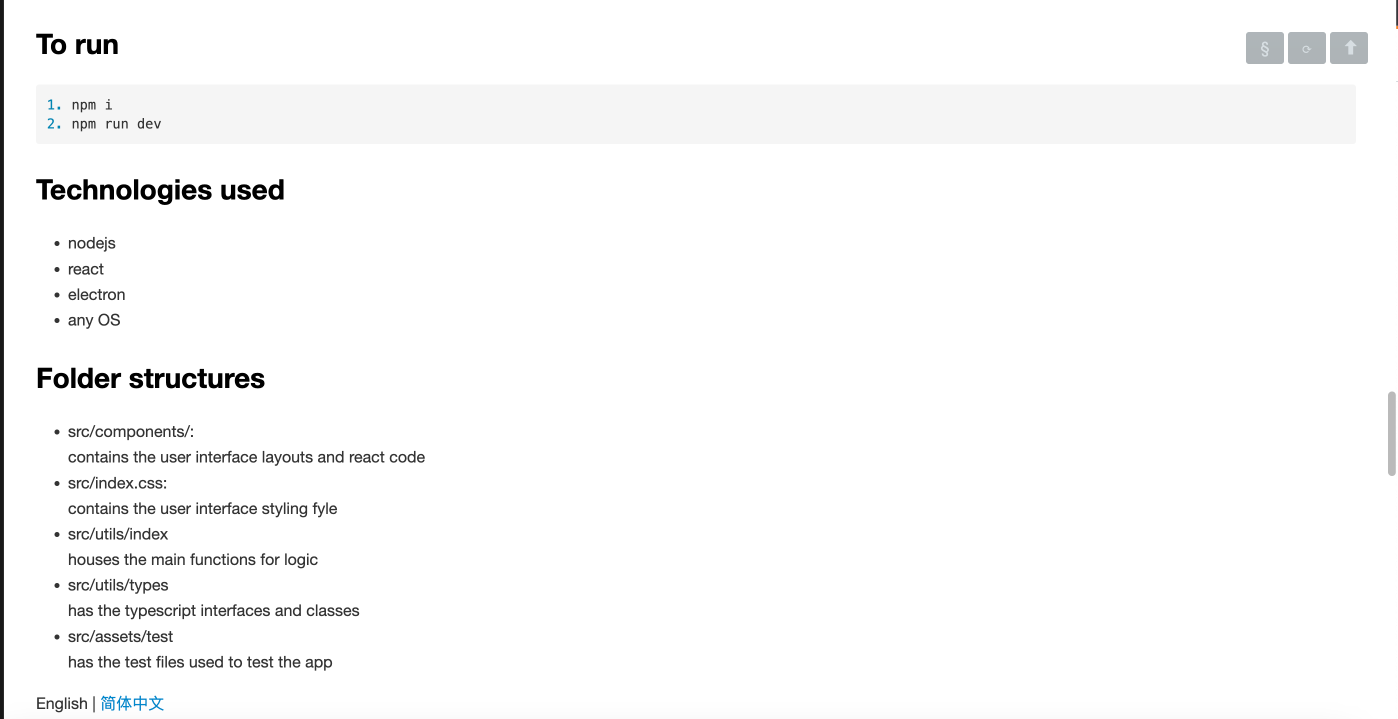 To run
§ ⟳ ⬆
1. npm i
2. npm run dev
Technologies used
• nodejs
• react
• electron
• any OS
Folder structures
• src/components/:
contains the user interface layouts and react code
• src/index.css:
contains the user interface styling fyle
• src/utils/index
houses the main functions for logic
• src/utils/types
has the typescript interfaces and classes
• src/assets/test
has the test files used to test the app
English | 简体中文